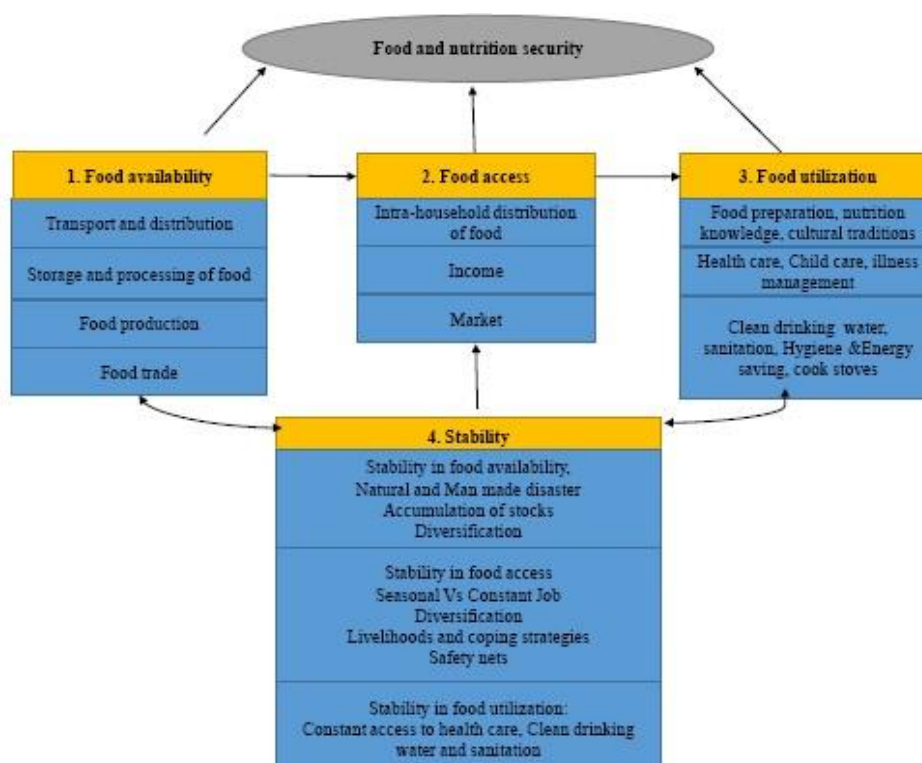 Food and nutrition security
1. Food availability
Transport and distribution
Storage and processing of food
Food production
Food trade
2. Food access
Intra-household distribution
of food
Income
Market
3. Food utilization
Food preparation, nutrition
knowledge, cultural traditions
Health care, Child care, illness
management
Clean drinking water,
sanitation, Hygiene &Energy
saving, cook stoves
4. Stability
Stability in food availability,
Natural and Man made disaster
Accumulation of stocks
Diversification
Stability in food access
Seasonal Vs Constant Job
Diversification
Livelihoods and coping strategies
Safety nets
Stability in food utilization:
Constant access to health care, Clean drinking
water and sanitation